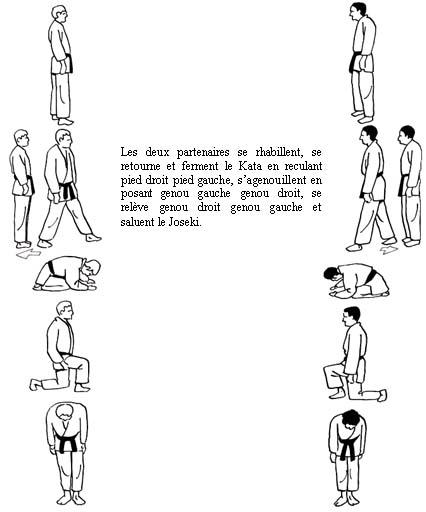 Les deux partenaires se rhabillent, se
retourne et ferment le Kata en reculant
pied droit pied gauche, s'agenouillent en
posant genou gauche genou droit, se
relève genou droit genou gauche et
saluent le Joseki.